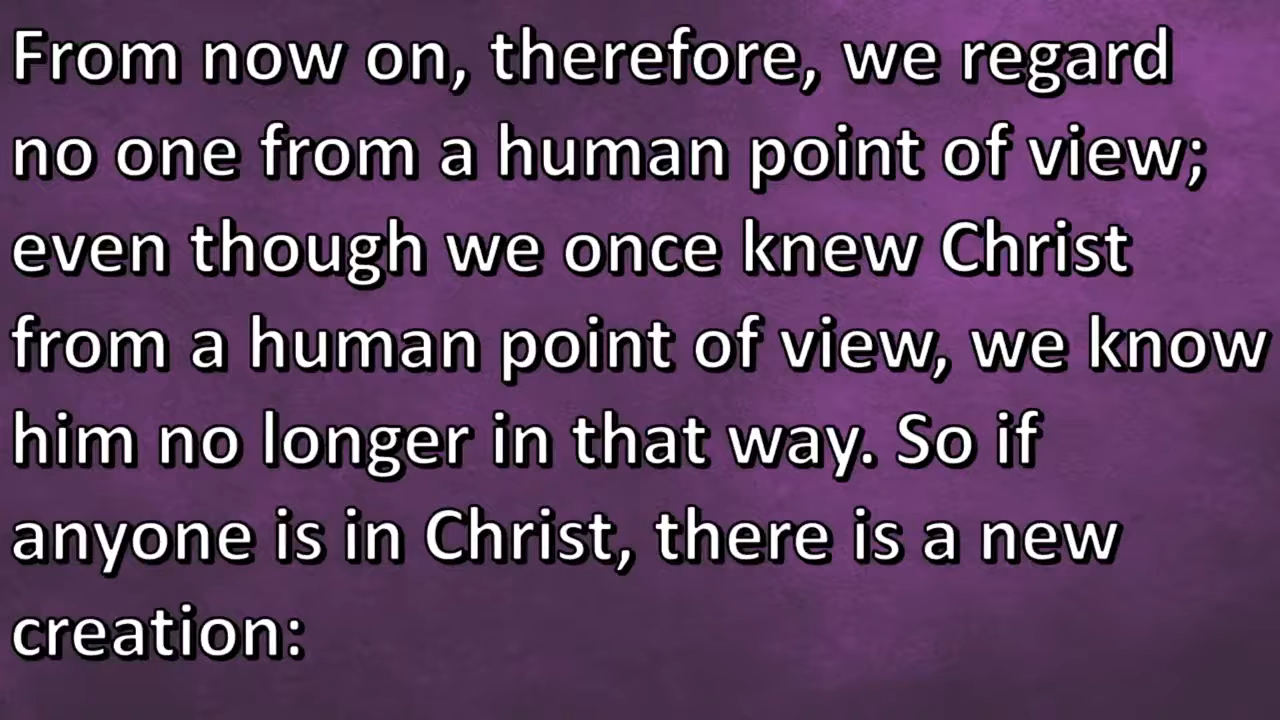 From now on, therefore, we regard
no one from a human point of view;
even though we once knew Christ
from a human point of view, we know
him no longer in that way. So if
anyone is in Christ, there is a new
creation: